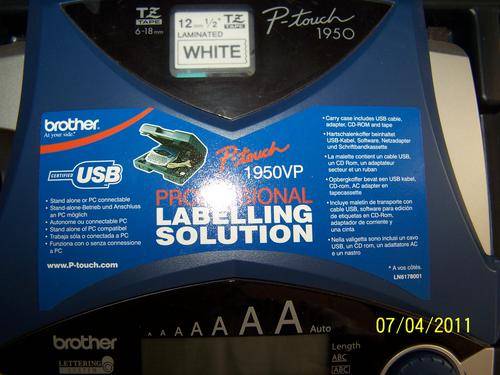 TZ
TAPE
6-18mm
12mm ½" TZ TAPE
LAMINATED
WHITE
P-touch
1950
brother
At your side.
CERTIFIED USB
• Stand alone or PC connectable
• Stand-alone-Betrieb und Anschluss an PC möglich
• Autonome ou connectable PC
• Stand alone of PC compatibel
• Trabaja sólo o conectada a PC
• Funziona con o senza connessione a PC
www.P-touch.com
P-touch
1950VP
PROFESSIONAL
LABELLING
SOLUTION
• Carry case includes USB cable,
adapter, CD-ROM and tape
• Hartschalenkoffer beinhaltet
USB-Kabel, Software, Netzadapter
und Schriftbandkassette
• La malette contient un cable USB,
un CD Rom, un adaptateur
secteur et un ruban
• Opbergkoffer bevat een USB kabel,
CD-rom, AC adapter en
tapecassette
• Incluye maletin de transporte con
cable USB, software para edición
de etiquetas en CD-Rom,
adaptador de corriente y
una cinta
• Nella valigetta sono inclusi un cavo
USB, un CD rom, un adattatore AC
e un nastro
* A vos côtés.
LN6178001
07/04/2011
brother
LETTERING
SYSTEM
A A A A A A A Auto
Length
ABC
ABC